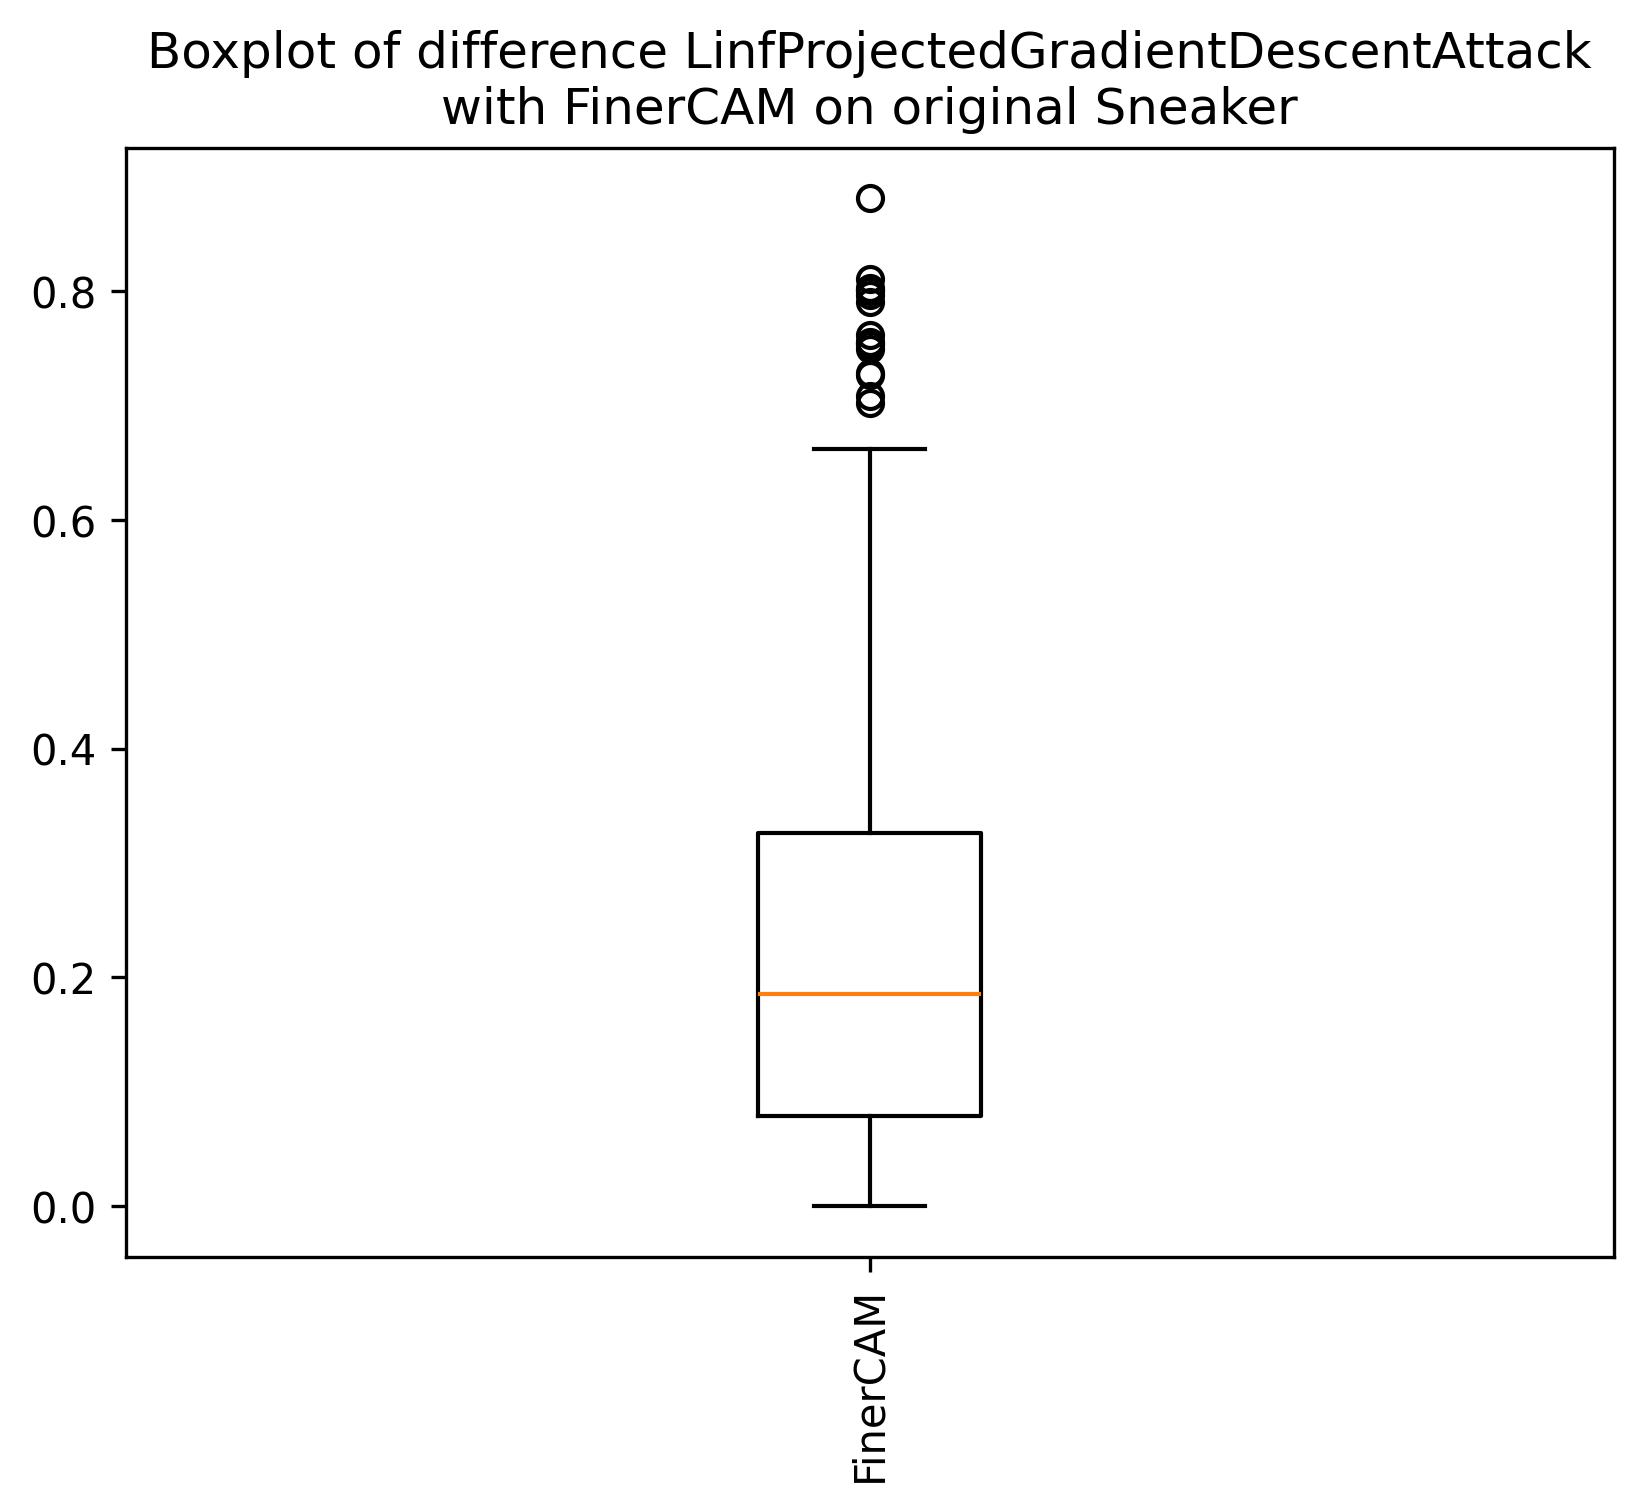 Boxplot of difference LinfProjectedGradientDescentAttack
with FinerCAM on original Sneaker
0.8
0.6
0.4
0.2
0.0
FinerCAM